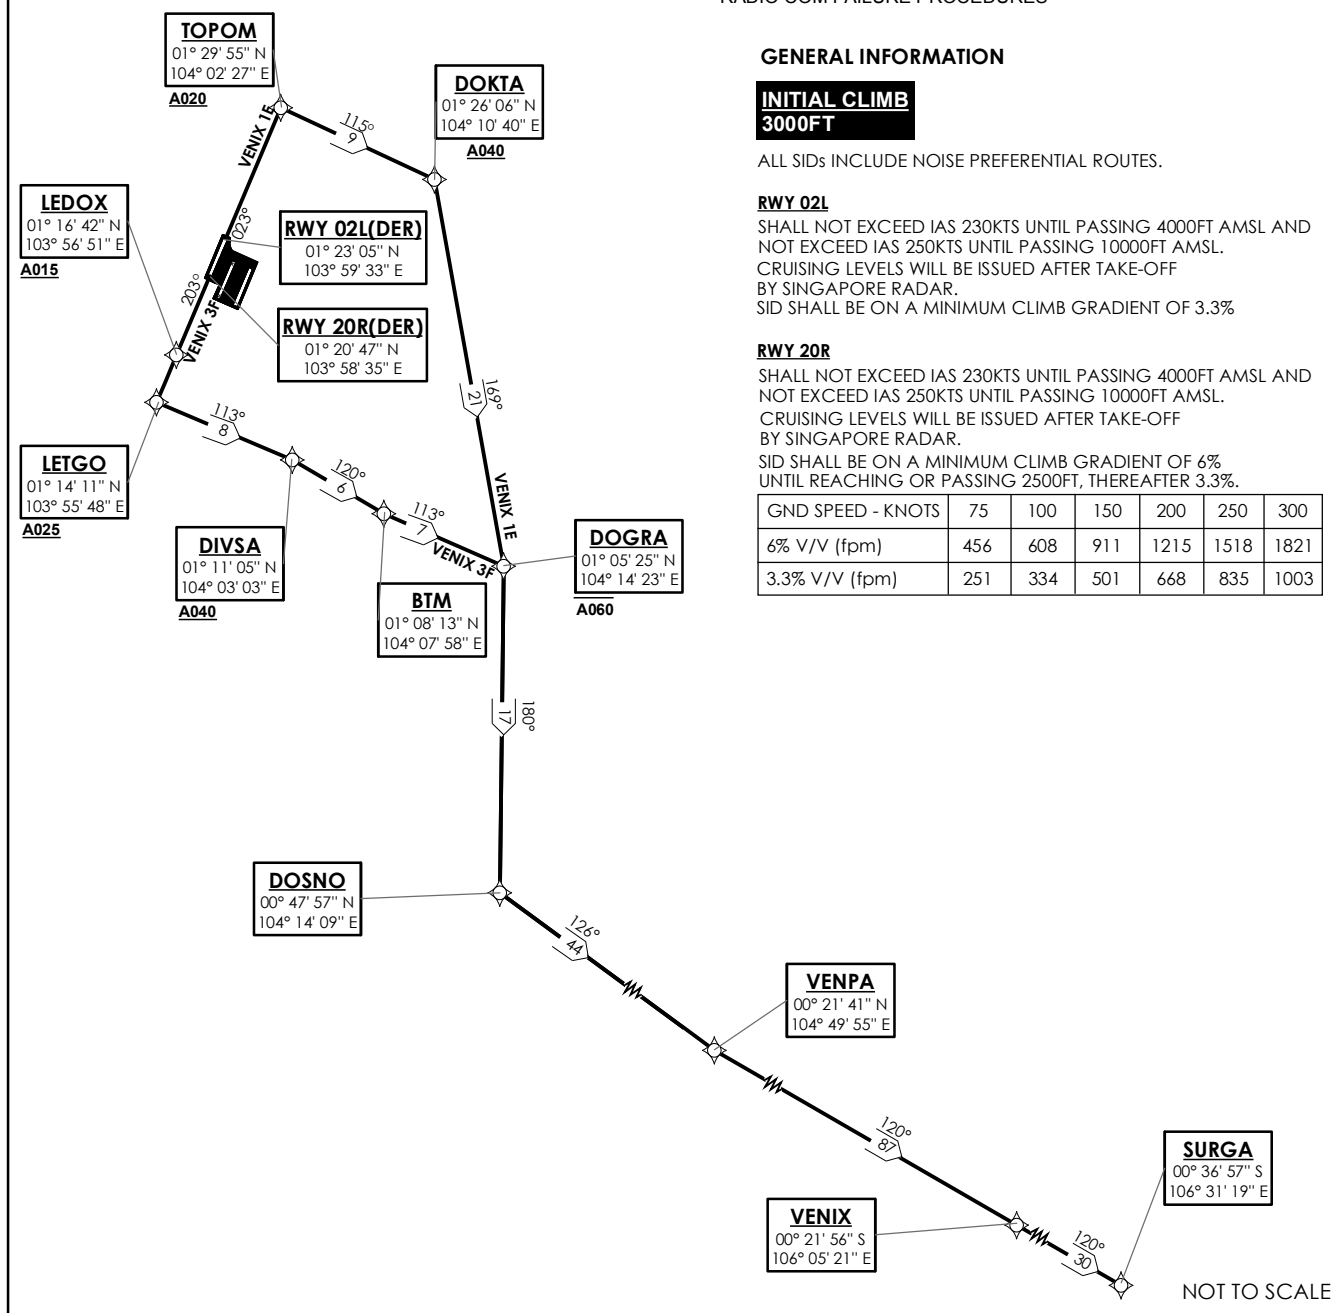 GENERAL INFORMATION
INITIAL CLIMB
3000FT
ALL SIDs INCLUDE NOISE PREFERENTIAL ROUTES.
RWY 02L
SHALL NOT EXCEED IAS 230KTS UNTIL PASSING 4000FT AMSL AND
NOT EXCEED IAS 250KTS UNTIL PASSING 10000FT AMSL.
CRUISING LEVELS WILL BE ISSUED AFTER TAKE-OFF
BY SINGAPORE RADAR.
SID SHALL BE ON A MINIMUM CLIMB GRADIENT OF 3.3%
RWY 20R
SHALL NOT EXCEED IAS 230KTS UNTIL PASSING 4000FT AMSL AND
NOT EXCEED IAS 250KTS UNTIL PASSING 10000FT AMSL.
CRUISING LEVELS WILL BE ISSUED AFTER TAKE-OFF
BY SINGAPORE RADAR.
SID SHALL BE ON A MINIMUM CLIMB GRADIENT OF 6%
UNTIL REACHING OR PASSING 2500FT, THEREAFTER 3.3%.
GND SPEED - KNOTS 75 100 150 200 250 300
6% V/V (fpm) 456 608 911 1215 1518 1821
3.3% V/V (fpm) 251 334 501 668 835 1003
TOPOM
01° 29' 55" N
104° 02' 27" E
A020
DOKTA
01° 26' 06" N
104° 10' 40" E
A040
115°
9
VENIX 1E
023°
LEDOX
01° 16' 42" N
103° 56' 51" E
A015
RWY 02L(DER)
01° 23' 05" N
103° 59' 33" E
RWY 20R(DER)
01° 20' 47" N
103° 58' 35" E
203°
VENIX 3F
LETGO
01° 14' 11" N
103° 55' 48" E
A025
113°
8
DIVSA
01° 11' 05" N
104° 03' 03" E
A040
120°
6
BTM
01° 08' 13" N
104° 07' 58" E
113°
7
VENIX 3F
169°
21
VENIX 1E
DOGRA
01° 05' 25" N
104° 14' 23" E
A060
180°
17
DOSNO
00° 47' 57" N
104° 14' 09" E
126°
44
VENPA
00° 21' 41" N
104° 49' 55" E
120°
87
VENIX
00° 21' 56" S
106° 05' 21" E
120°
30
SURGA
00° 36' 57" S
106° 31' 19" E
NOT TO SCALE